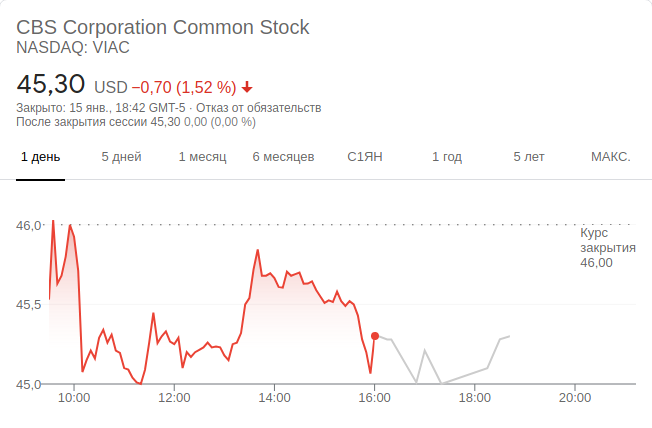 CBS Corporation Common Stock
NASDAQ: VIAC
45,30 USD −0,70 (1,52 %)
Закрыто: 15 янв., 18:42 GMT-5 · Отказ от обязательств
После закрытия сессии 45,30 0,00 (0,00 %)
1 день 5 дней 1 месяц 6 месяцев С1ЯН 1 год 5 лет МАКС.
46,0
Курс
закрытия
46,00
45,5
45,0
10:00 12:00 14:00 16:00 18:00 20:00